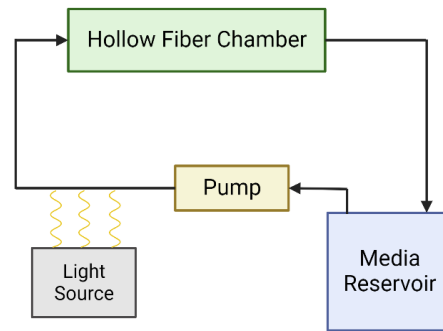 Hollow Fiber Chamber
Pump
Light
Source
Media
Reservoir